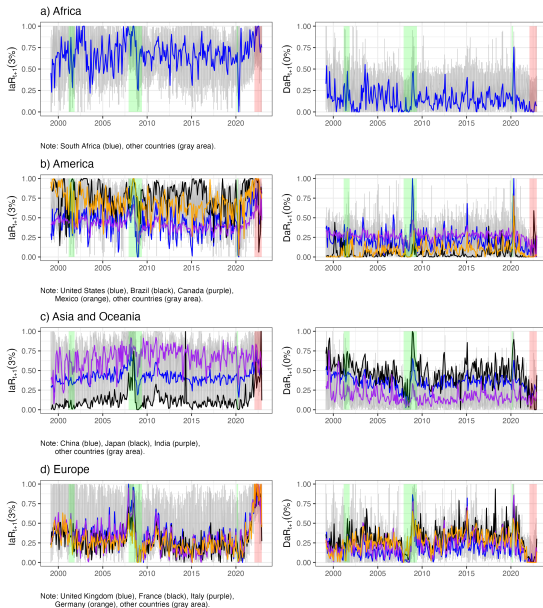 a) Africa
IaRt+1(3%)
1.00
0.75
0.50
0.25
0.00
2000 2005 2010 2015 2020
DaRt+1(0%)
1.00
0.75
0.50
0.25
0.00
2000 2005 2010 2015 2020
Note: South Africa (blue), other countries (gray area).
b) America
IaRt+1(3%)
1.00
0.75
0.50
0.25
0.00
2000 2005 2010 2015 2020
DaRt+1(0%)
1.00
0.75
0.50
0.25
0.00
2000 2005 2010 2015 2020
Note: United States (blue), Brazil (black), Canada (purple),
Mexico (orange), other countries (gray area).
c) Asia and Oceania
IaRt+1(3%)
1.00
0.75
0.50
0.25
0.00
2000 2005 2010 2015 2020
DaRt+1(0%)
1.00
0.75
0.50
0.25
0.00
2000 2005 2010 2015 2020
Note: China (blue), Japan (black), India (purple),
other countries (gray area).
d) Europe
IaRt+1(3%)
1.00
0.75
0.50
0.25
0.00
2000 2005 2010 2015 2020
DaRt+1(0%)
1.00
0.75
0.50
0.25
0.00
2000 2005 2010 2015 2020
Note: United Kingdom (blue), France (black), Italy (purple),
Germany (orange), other countries (gray area).